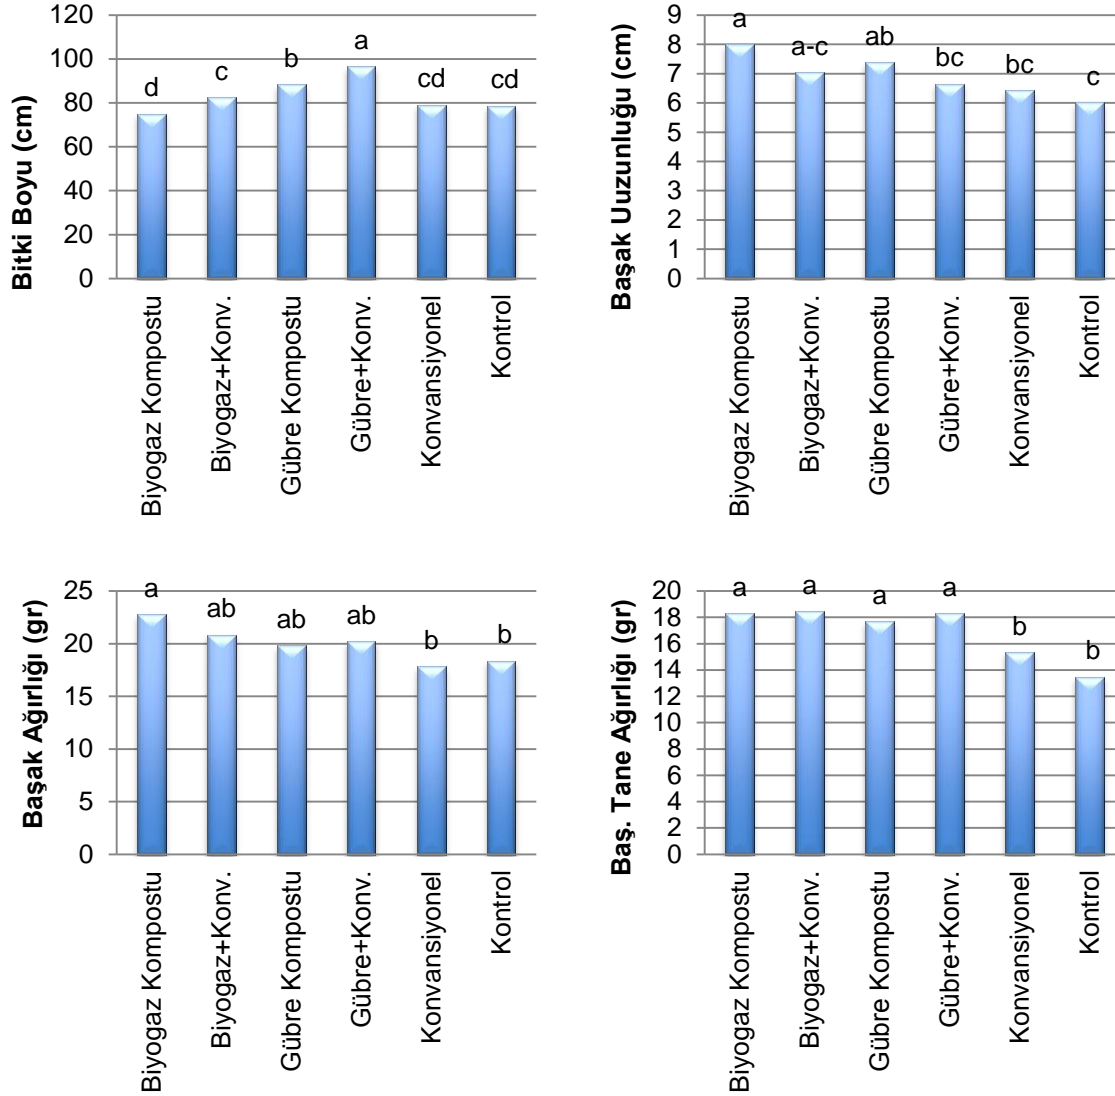 Bitki Boyu (cm)
120
100
80
60
40
20
0
d
c
b
a
cd
cd
Biyogaz Kompostu
Biyogaz+Konv.
Gübre Kompostu
Gübre+Konv.
Konvansiyonel
Kontrol
Başak Uuzunluğu (cm)
9
8
7
6
5
4
3
2
1
0
a
a-c
ab
bc
bc
c
Biyogaz Kompostu
Biyogaz+Konv.
Gübre Kompostu
Gübre+Konv.
Konvansiyonel
Kontrol
Başak Ağırlığı (gr)
25
20
15
10
5
0
a
ab
ab
ab
b
b
Biyogaz Kompostu
Biyogaz+Konv.
Gübre Kompostu
Gübre+Konv.
Konvansiyonel
Kontrol
Baş. Tane Ağırlığı (gr)
20
18
16
14
12
10
8
6
4
2
0
a
a
a
a
b
b
Biyogaz Kompostu
Biyogaz+Konv.
Gübre Kompostu
Gübre+Konv.
Konvansiyonel
Kontrol